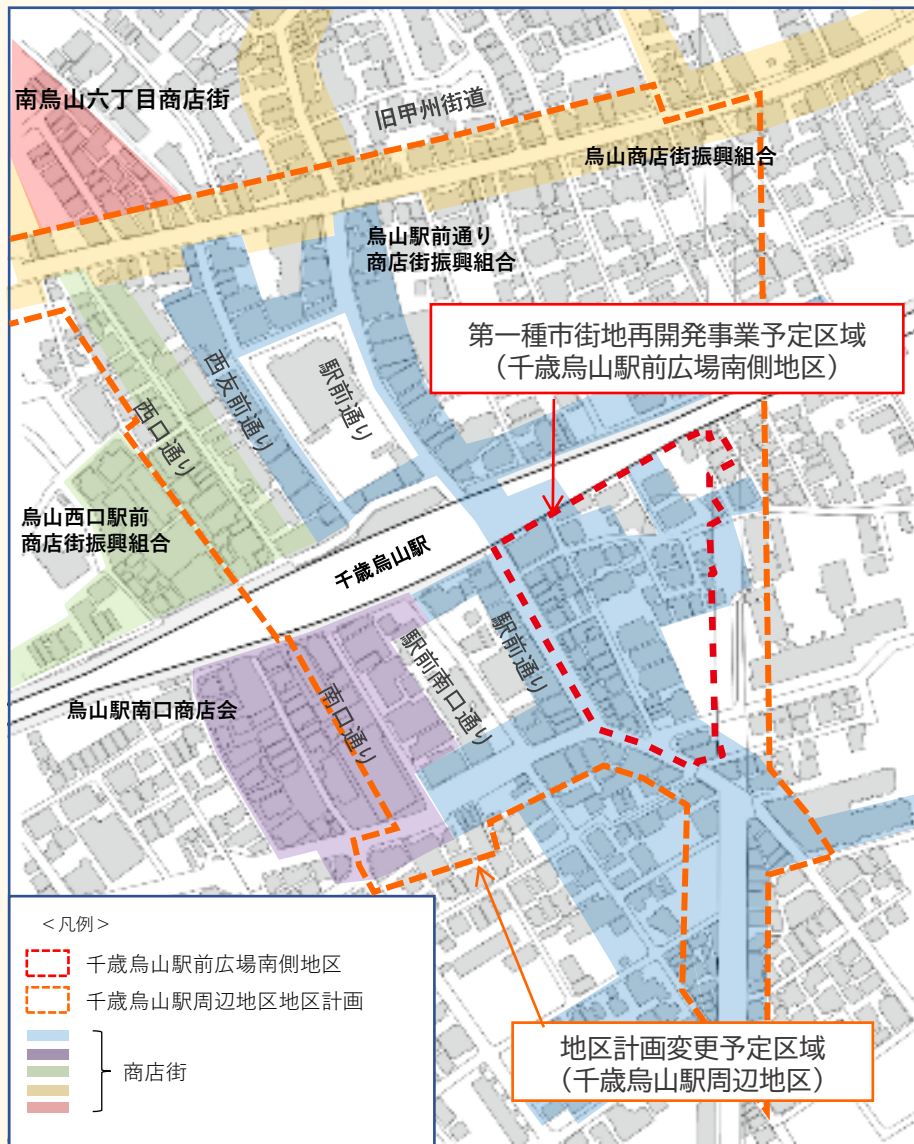 南烏山六丁目商店街
旧甲州街道
烏山商店街振興組合
烏山駅前通り
商店街振興組合
第一種市街地再開発事業予定区域
（千歳烏山駅前広場南側地区）
西友前通り
駅前通り
西口通り
烏山西口駅前
商店街振興組合
千歳烏山駅
駅前通り
駅前南口通り
南口通り
烏山駅南口商店会
＜凡例＞
千歳烏山駅前広場南側地区
千歳烏山駅周辺地区地区計画
商店街
地区計画変更予定区域
（千歳烏山駅周辺地区）